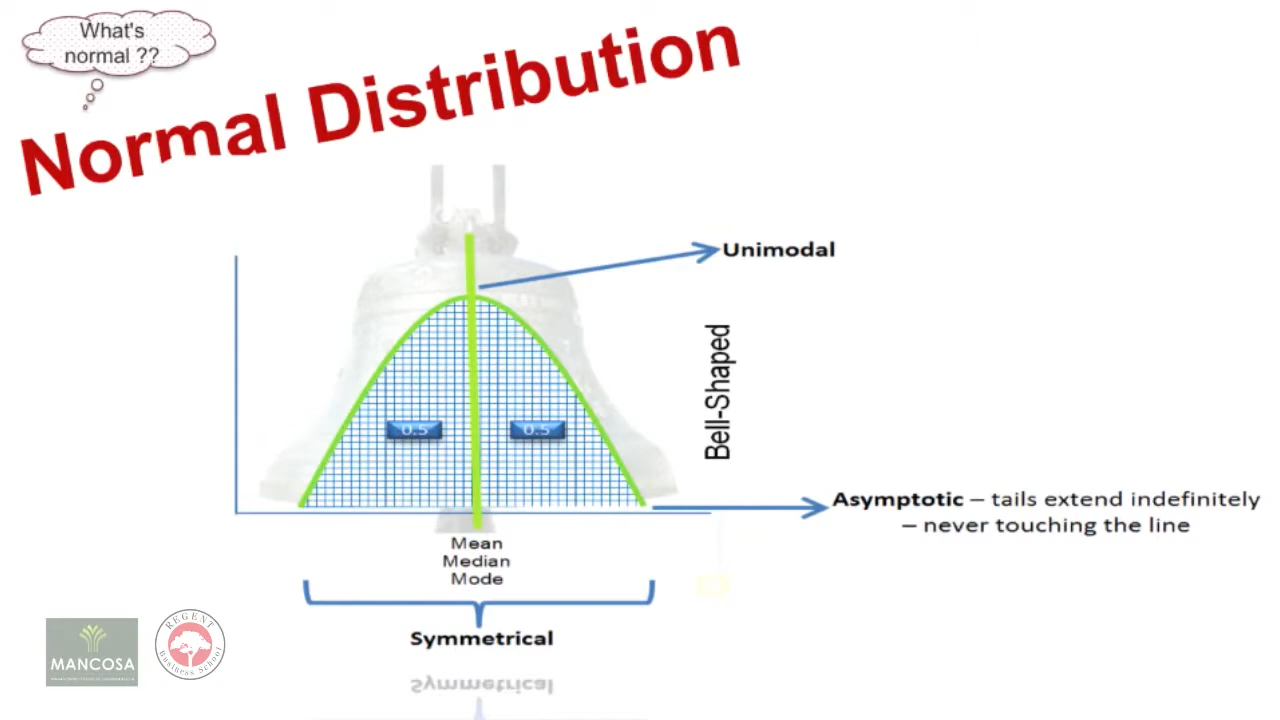 What's
normal ??
Normal Distribution
Unimodal
Bell-Shaped
0.5
0.5
Asymptotic – tails extend indefinitely
– never touching the line
Mean
Median
Mode
Symmetrical
MANCOSA
REGENT
Business School
Symmetrical